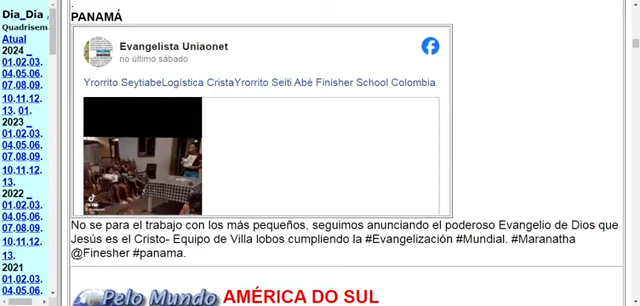 Dia_Dia
Quadrisem
Atual
2024 _
01,02,03.
04,05,06.
07,08,09.
10,11,12.
13. 01.
2023 _
01,02,03.
04,05,06.
07,08,09.
10,11,12.
13.
2022 _
01,02,03.
04,05,06.
07,08,09.
10,11,12.
13.
2021
01,02,03.
04,05,06.
PANAMÁ
Evangelista Uniaonet
no último sábado
Yrorrito SeytiabeLogística CristaYrorrito Seiti Abé Finisher School Colombia
No se para el trabajo con los más pequeños, seguimos anunciando el poderoso Evangelio de Dios que
Jesús es el Cristo- Equipo de Villa lobos cumpliendo la #Evangelización #Mundial. #Maranatha
@Finesher #panama.
Pelo Mundo AMÉRICA DO SUL